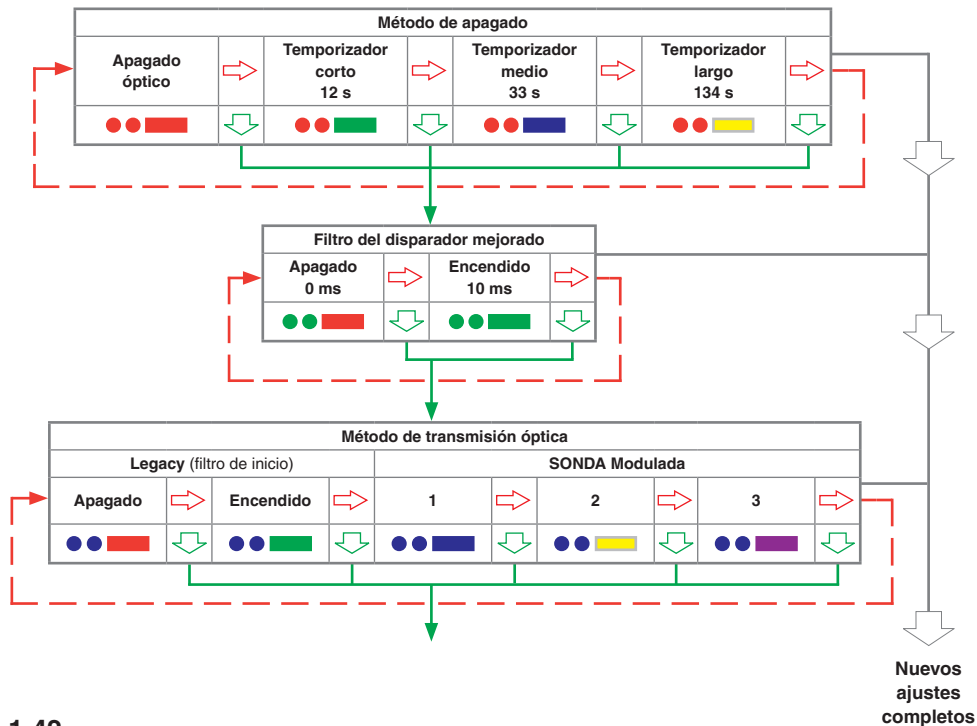 Método de apagado
Apagado
óptico
Temporizador
corto
12 s
Temporizador
medio
33 s
Temporizador
largo
134 s
Filtro del disparador mejorado
Apagado
0 ms
Encendido
10 ms
Método de transmisión óptica
Legacy (filtro de inicio)
SONDA Modulada
Apagado
Encendido
1
2
3
Nuevos
ajustes
completos